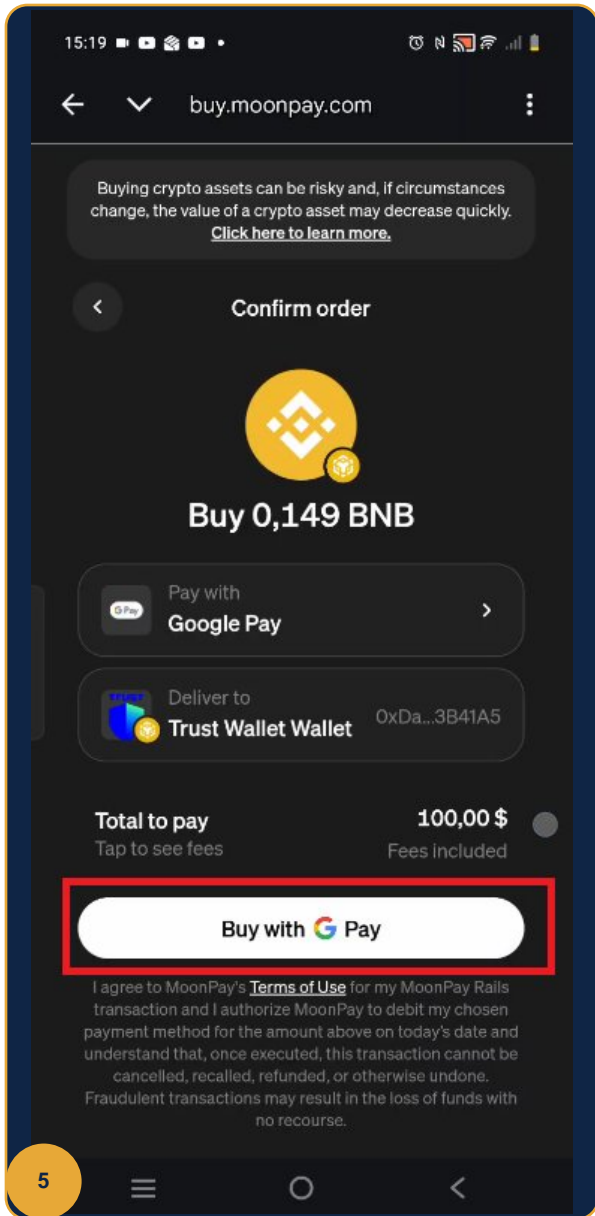 15:19
buy.moonpay.com
Buying crypto assets can be risky and, if circumstances
change, the value of a crypto asset may decrease quickly.
Click here to learn more.
Confirm order
Buy 0,149 BNB
G Pay
Pay with
Google Pay
TRUST
Deliver to
Trust Wallet Wallet
0xDa...3B41A5
Total to pay
100,00 $
Tap to see fees
Fees included
Buy with G Pay
I agree to MoonPay's Terms of Use for my MoonPay Rails
transaction and I authorize MoonPay to debit my chosen
payment method for the amount above on today's date and
understand that, once executed, this transaction cannot be
cancelled, recalled, refunded, or otherwise undone.
Fraudulent transactions may result in the loss of funds with
no recourse.
5